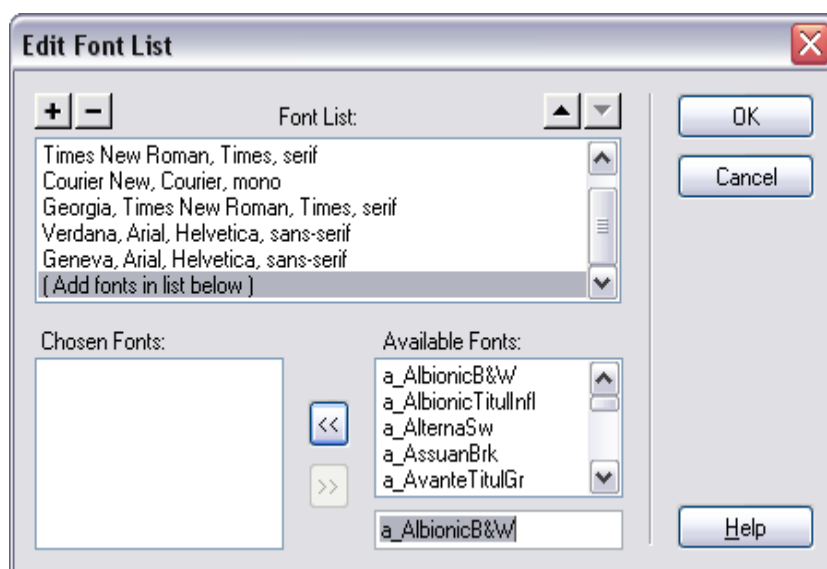 Edit Font List
Font List:
OK
Times New Roman, Times, serif
Courier New, Courier, mono
Cancel
Georgia, Times New Roman, Times, serif
Verdana, Arial, Helvetica, sans-serif
Geneva, Arial, Helvetica, sans-serif
( Add fonts in list below )
Chosen Fonts:
Available Fonts:
a_AlbionicB&W
a_AlbionicTitulInfl
<<
a_AlternaSw
a_AssuanBrk
>>
a_AvanteTitulGr
a_AlbionicB&W
Help